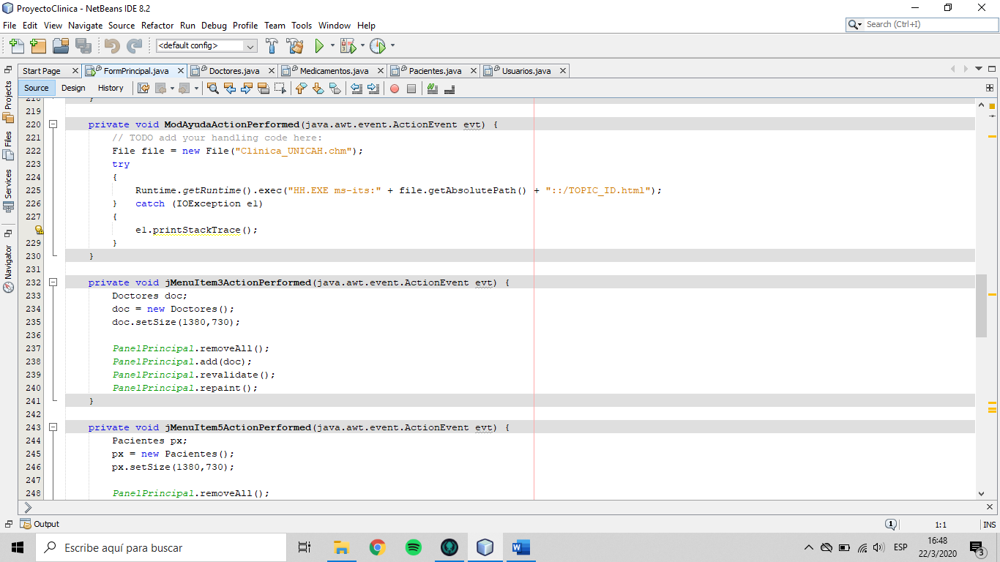 ProyectoClinica - NetBeans IDE 8.2
File Edit View Navigate Source Refactor Run Debug Profile Team Tools Window Help
Search (Ctrl+I)
<default config>
Start Page FormPrincipal.java Doctores.java Medicamentos.java Pacientes.java Usuarios.java
Source Design History
Projects
Files
Services
Navigator
218 }
219
220 private void ModAyudaActionPerformed(java.awt.event.ActionEvent evt) {
221 // TODO add your handling code here:
222 File file = new File("Clinica_UNICAH.chm");
223 try
224 {
225 Runtime.getRuntime().exec("HH.EXE ms-its:" + file.getAbsolutePath() + "::/TOPIC_ID.html");
226 } catch (IOException e1)
227 {
e1.printStackTrace();
229 }
230 }
231
232 private void jMenuItem3ActionPerformed(java.awt.event.ActionEvent evt) {
233 Doctores doc;
234 doc = new Doctores();
235 doc.setSize(1380,730);
236
237 PanelPrincipal.removeAll();
238 PanelPrincipal.add(doc);
239 PanelPrincipal.revalidate();
240 PanelPrincipal.repaint();
241 }
242
243 private void jMenuItem5ActionPerformed(java.awt.event.ActionEvent evt) {
244 Pacientes px;
245 px = new Pacientes();
246 px.setSize(1380,730);
247
248 PanelPrincipal.removeAll();
Output
1
1:1 INS
Escribe aquí para buscar
ESP
16:48
22/3/2020
3